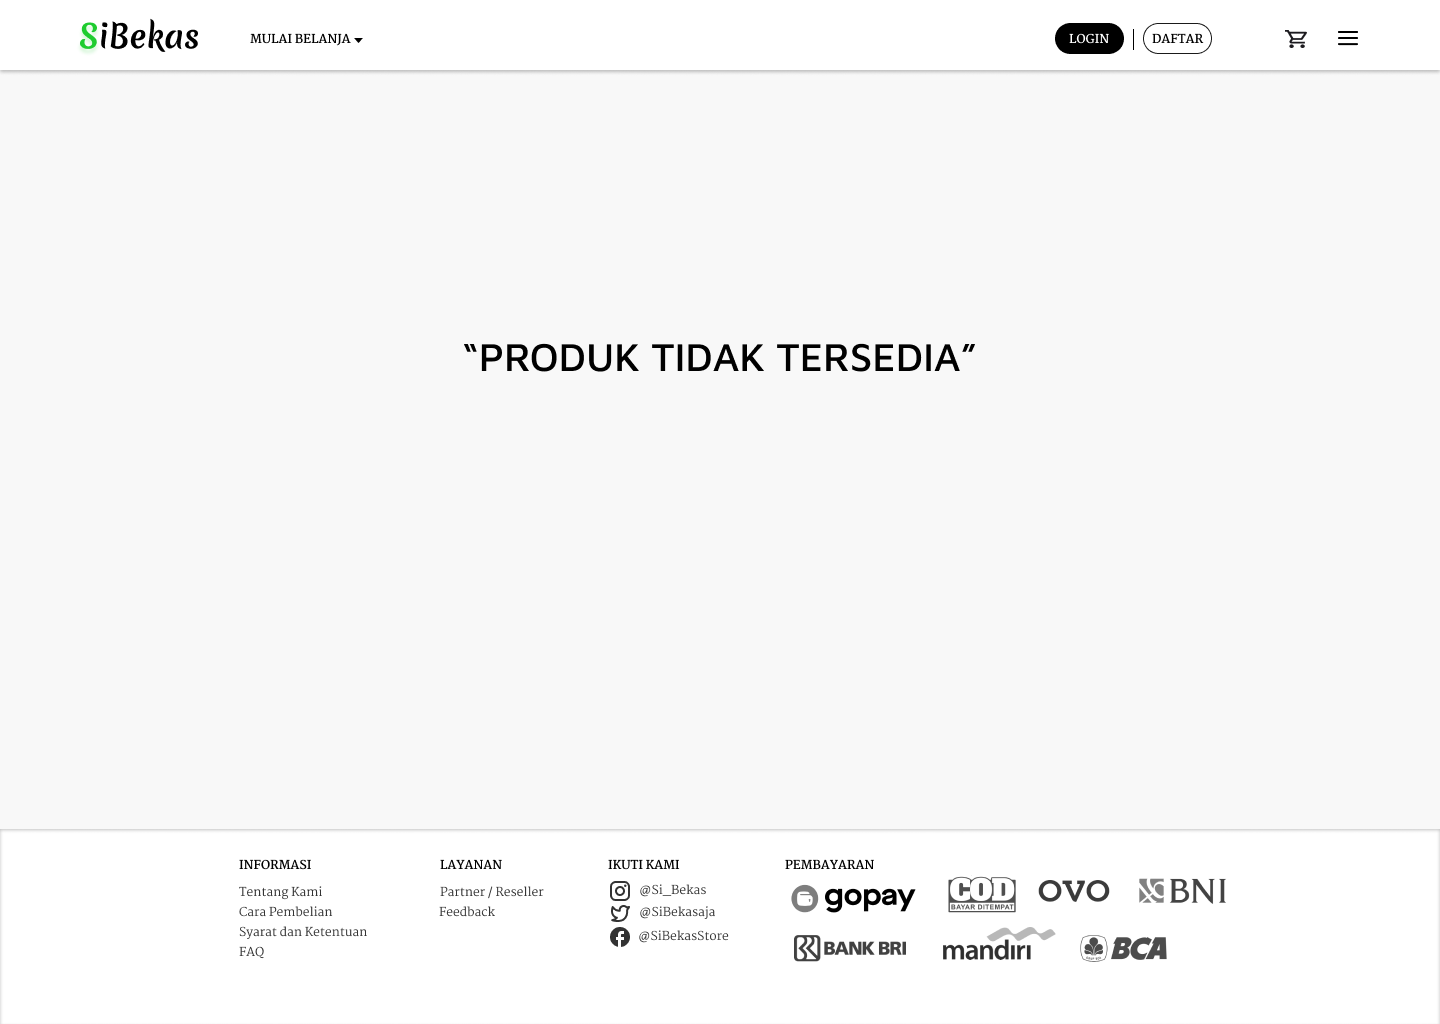 SiBekas
MULAI BELANJA
LOGIN
DAFTAR
“PRODUK TIDAK TERSEDIA”
INFORMASI
Tentang Kami
Cara Pembelian
Syarat dan Ketentuan
FAQ
LAYANAN
Partner / Reseller
Feedback
IKUTI KAMI
@Si_Bekas
@SiBekasaja
@SiBekasStore
PEMBAYARAN
gopay
COD
BAYAR DITEMPAT
OVO
BNI
BANK BRI
mandiri
BCA